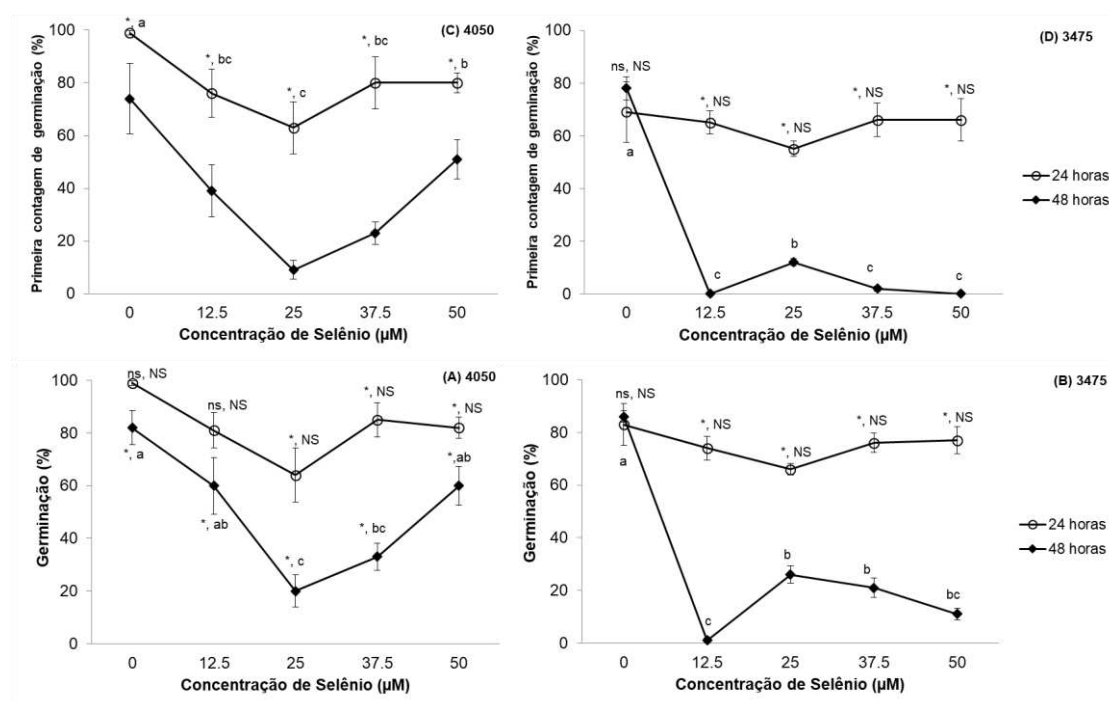 (C) 4050
Primeira contagem de germinação (%)
100
80
60
40
20
0
*, a
*, bc
*, c
*, bc
*, b
0 12.5 25 37.5 50
Concentração de Selênio (µM)
(D) 3475
Primeira contagem de germinação (%)
100
80
60
40
20
0
ns, NS
*, NS
*, NS
*, NS
*, NS
a
c
b
c
c
0 12.5 25 37.5 50
Concentração de Selênio (µM)
24 horas
48 horas
(A) 4050
Germinação (%)
100
80
60
40
20
0
ns, NS
ns, NS
*, NS
*, NS
*, NS
*, a
*, ab
*, c
*, bc
*,ab
0 12.5 25 37.5 50
Concentração de Selênio (µM)
(B) 3475
Germinação (%)
100
80
60
40
20
0
ns, NS
*, NS
*, NS
*, NS
*, NS
a
c
b
b
bc
0 12.5 25 37.5 50
Concentração de Selênio (µM)
24 horas
48 horas